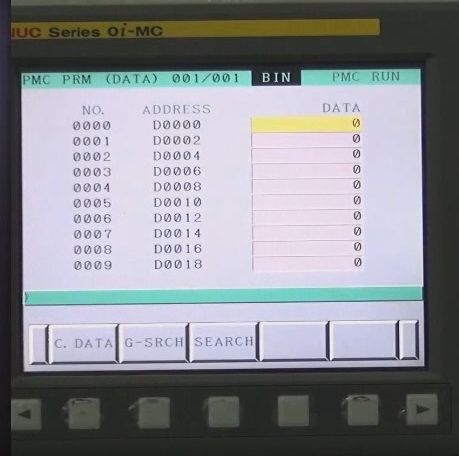 UC Series 0i-MC
PMC PRM (DATA) 001/001 BIN PMC RUN
NO. ADDRESS DATA
0000 D0000 0
0001 D0002 0
0002 D0004 0
0003 D0006 0
0004 D0008 0
0005 D0010 0
0006 D0012 0
0007 D0014 0
0008 D0016 0
0009 D0018 0
)
C. DATA G-SRCH SEARCH